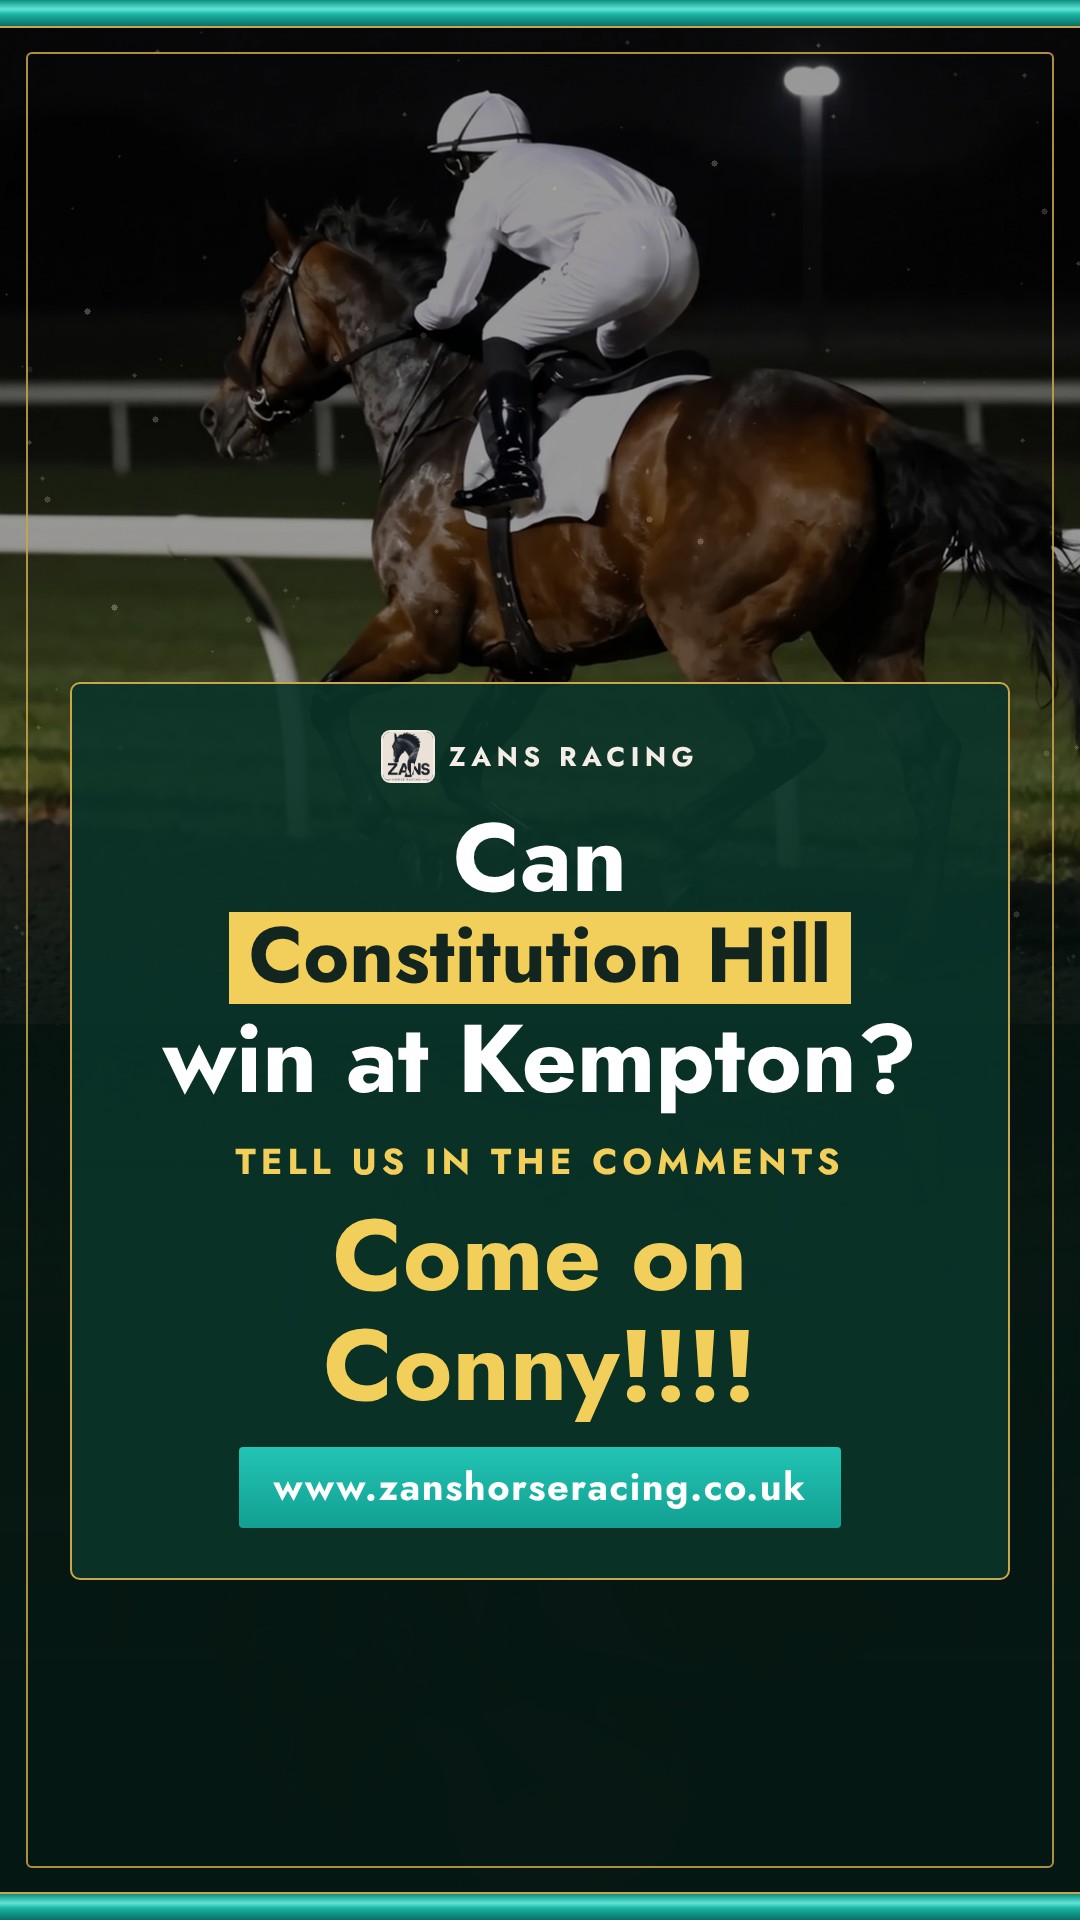 ZANS
ZANS RACING
Can
Constitution Hill
win at Kempton?
TELL US IN THE COMMENTS
Come on
Conny!!!!
www.zanshorseracing.co.uk